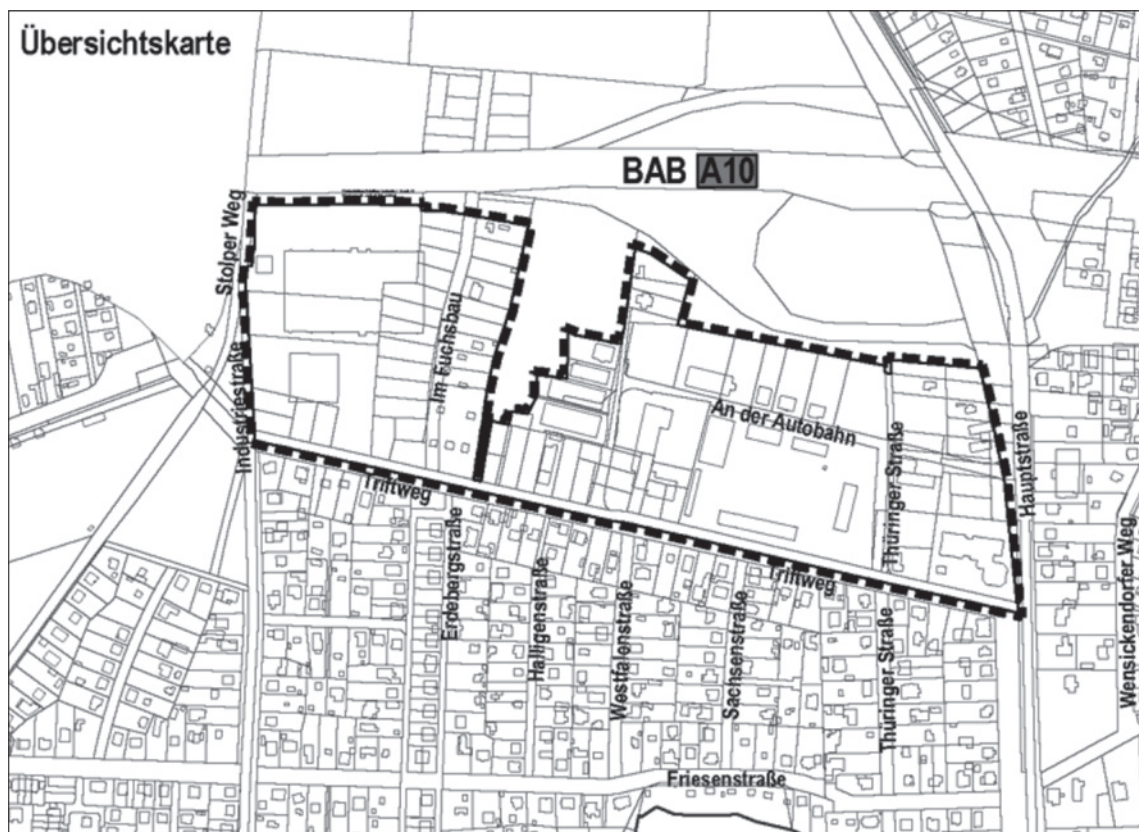 Übersichtskarte
BAB A10
Stolper Weg
Industriestraße
Im Fuchsbau
An der Autobahn
Thüringer Straße
Hauptstraße
Triftweg
Triftweg
Erdebergstraße
Halligenstraße
Westfalonstraße
Sachsenstraße
Thüringer Straße
Wensickendorfer Weg
Friesenstraße